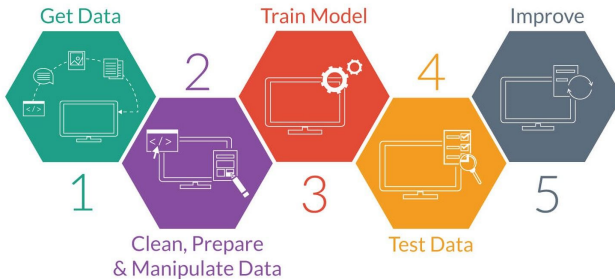 Get Data
1
2
Clean, Prepare
& Manipulate Data
</>
</>
Train Model
3
4
Test Data
Improve
5